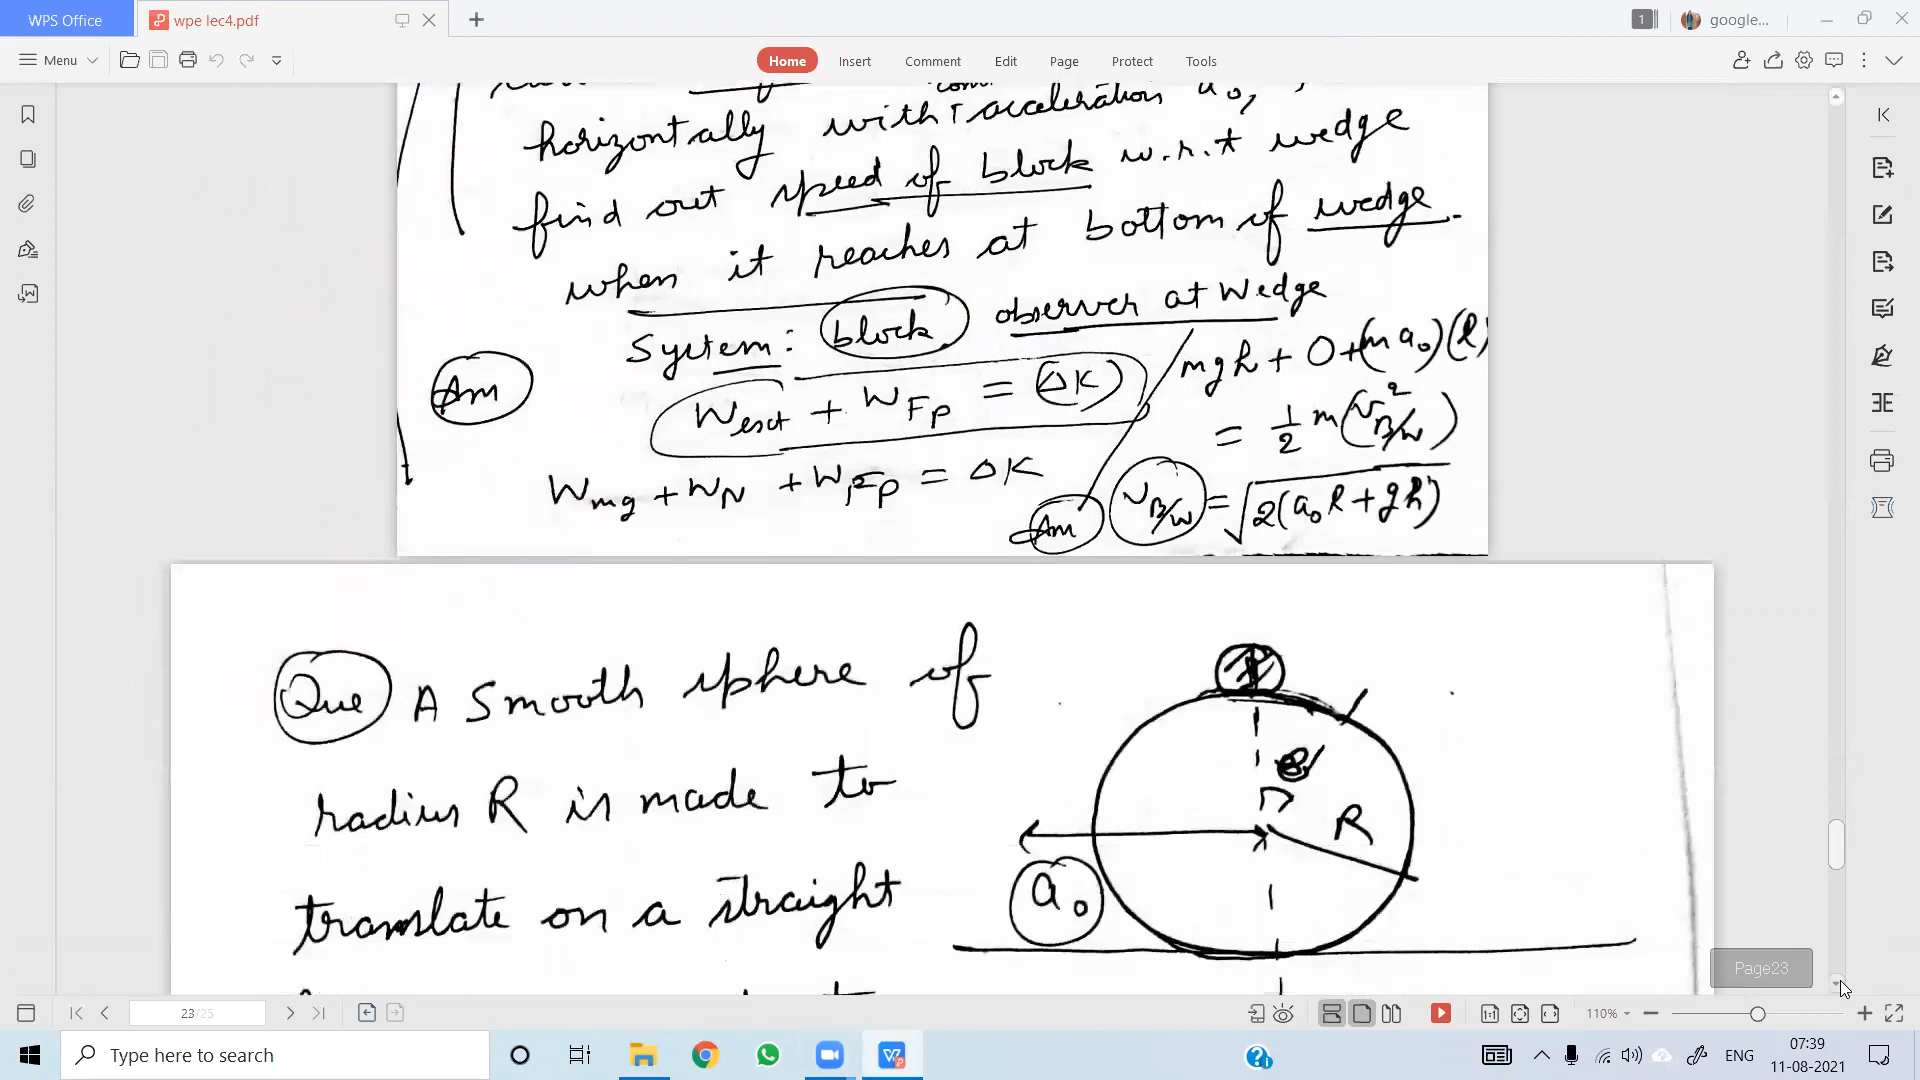 WPS Office
wpe lec4.pdf
1
google...
Menu
Home
Insert
Comment
Edit
Page
Protect
Tools
horizontally with acceleration a₀,
find out speed of block w.r.t wedge
when it reaches at bottom of wedge.
System: block observer at Wedge
Ans
Wext + WFp = ΔK
mgh + 0 + (m a₀)(l)
= 1/2 m (v²B/W)
Wmg + WN + WFp = ΔK
Ans vB/W = √2(a₀l+gh)
Que A Smooth sphere of
radius R is made to
translate on a straight
R
a₀
Page23
23/25
110%
Type here to search
ENG
07:39
11-08-2021